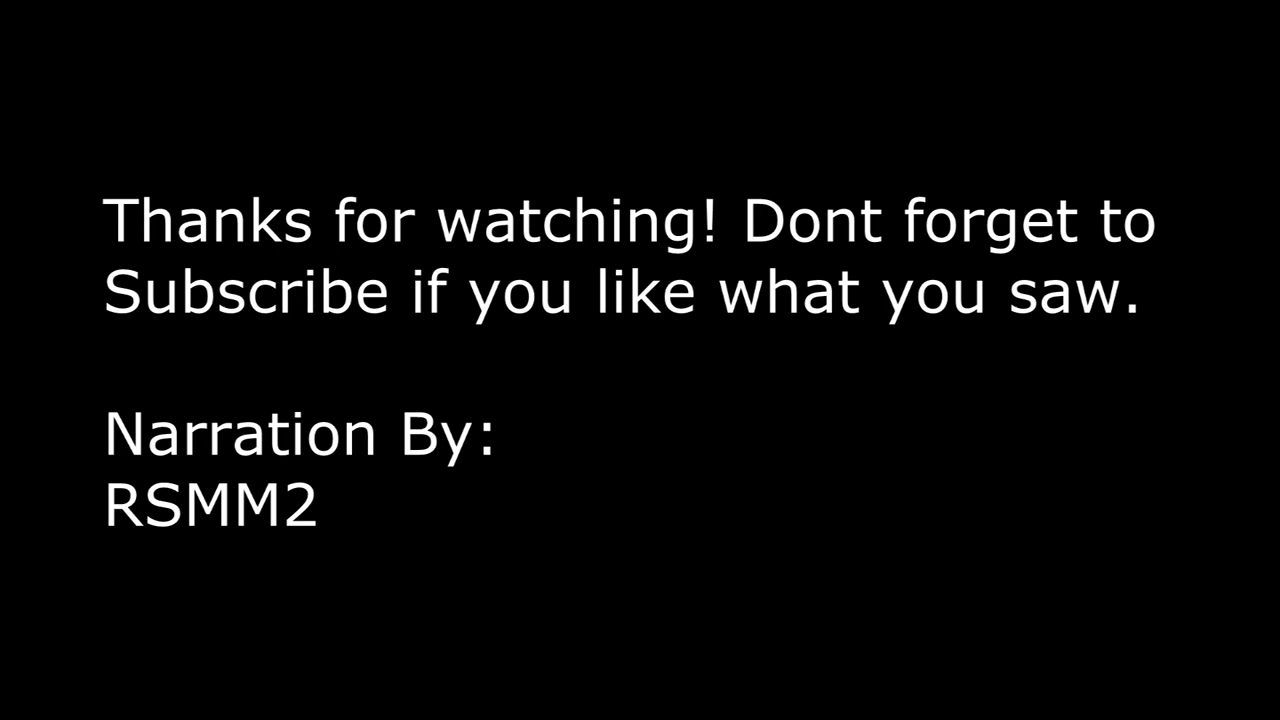 Thanks for watching! Dont forget to
Subscribe if you like what you saw.
Narration By:
RSMM2